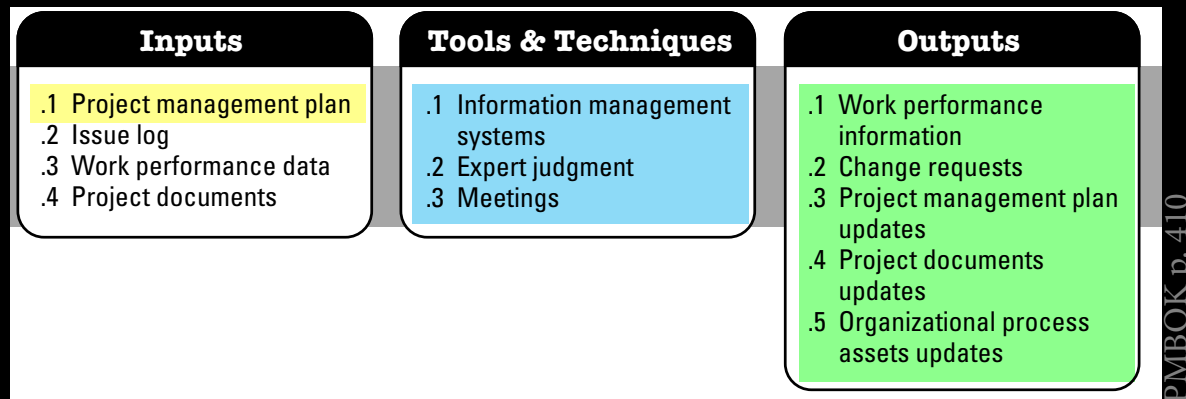 Inputs
.1 Project management plan
.2 Issue log
.3 Work performance data
.4 Project documents
Tools & Techniques
.1 Information management
systems
.2 Expert judgment
.3 Meetings
Outputs
.1 Work performance
information
.2 Change requests
.3 Project management plan
updates
.4 Project documents
updates
.5 Organizational process
assets updates
PMBOK p. 410